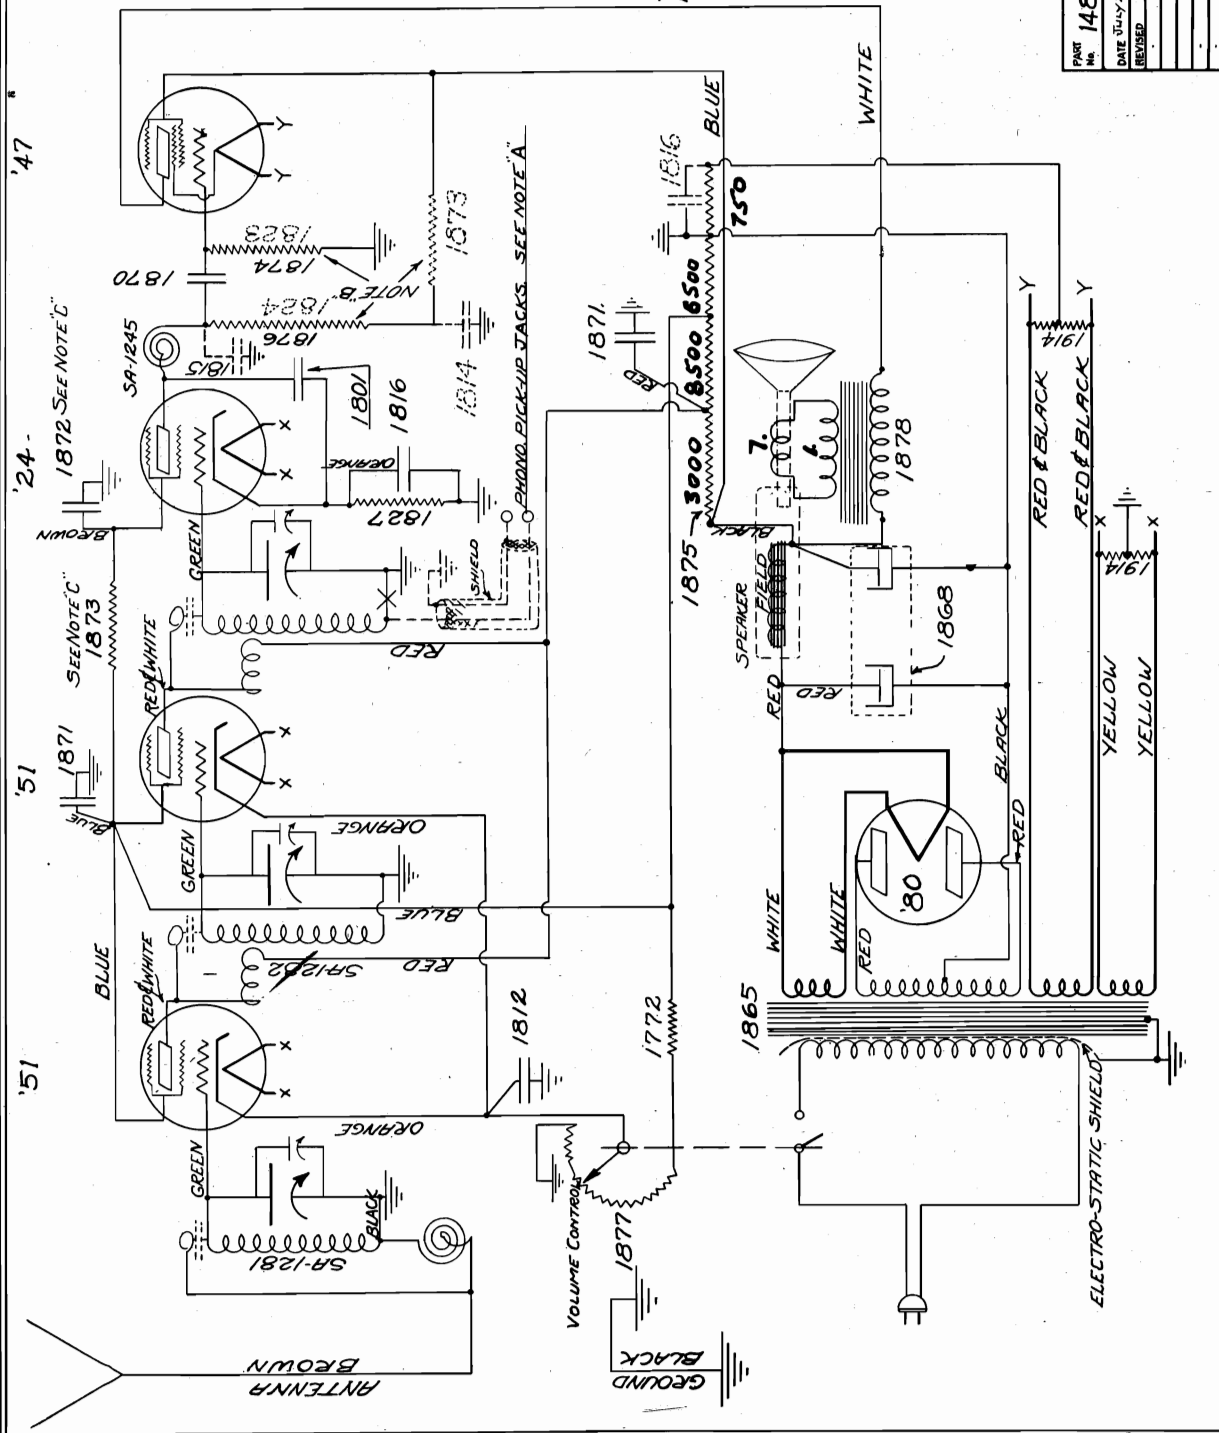 '51
'51
'24-
'47
PART No. 148
DATE JULY.
REVISED
SEE NOTE "C"
1873
1871
BLUE
BROWN
1872 SEE NOTE "C"
BLUE
RED & WHITE
RED & WHITE
SA-1245
1870
1874
1823
NOTE "B"
1876
1824
1815
1801
1816
ORANGE
1827
1814
1873
GREEN
GREEN
GREEN
X
X
X
X
X
X
Y
Y
X
SHIELD
PHONO. PICK-UP JACKS. SEE NOTE "A"
RED
RED
SA-1282
BLUE
ORANGE
ORANGE
1812
SA-1281
BLACK
ANTENNA
BROWN
GROUND
BLACK
VOLUME CONTROL
1877
1772
1871.
RED
1875
3000
8500
6500
750
1816
BLUE
WHITE
BLACK
SPEAKER
FIELD
7.
1878
RED
RED
1868
BLACK
WHITE
WHITE
RED
'80
RED
1865
RED & BLACK
RED & BLACK
Y
Y
1914
YELLOW
YELLOW
X
X
1914
ELECTRO-STATIC SHIELD